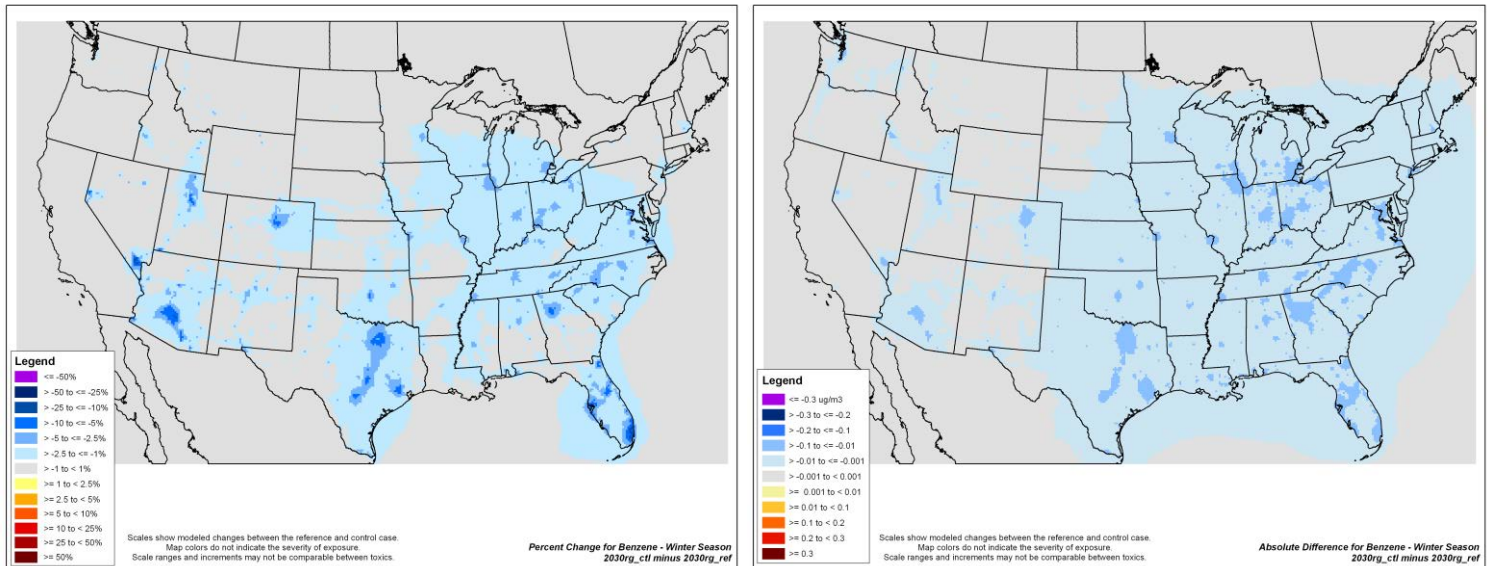 Legend
<= -50%
> -50 to <= -25%
> -25 to <= -10%
> -10 to <= -5%
> -5 to <= -2.5%
> -2.5 to <= -1%
> -1 to < 1%
>= 1 to < 2.5%
>= 2.5 to < 5%
>= 5 to < 10%
>= 10 to < 25%
>= 25 to < 50%
>= 50%
Scales show modeled changes between the reference and control case.
Map colors do not indicate the severity of exposure.
Scale ranges and increments may not be comparable between toxics.
Percent Change for Benzene - Winter Season
2030rg_ctl minus 2030rg_ref
Legend
<= -0.3 ug/m3
> -0.3 to <= -0.2
> -0.2 to <= -0.1
> -0.1 to <= -0.01
> -0.01 to <= -0.001
> -0.001 to < 0.001
>= 0.001 to < 0.01
>= 0.01 to < 0.1
>= 0.1 to < 0.2
>= 0.2 to < 0.3
>= 0.3
Scales show modeled changes between the reference and control case.
Map colors do not indicate the severity of exposure.
Scale ranges and increments may not be comparable between toxics.
Absolute Difference for Benzene - Winter Season
2030rg_ctl minus 2030rg_ref